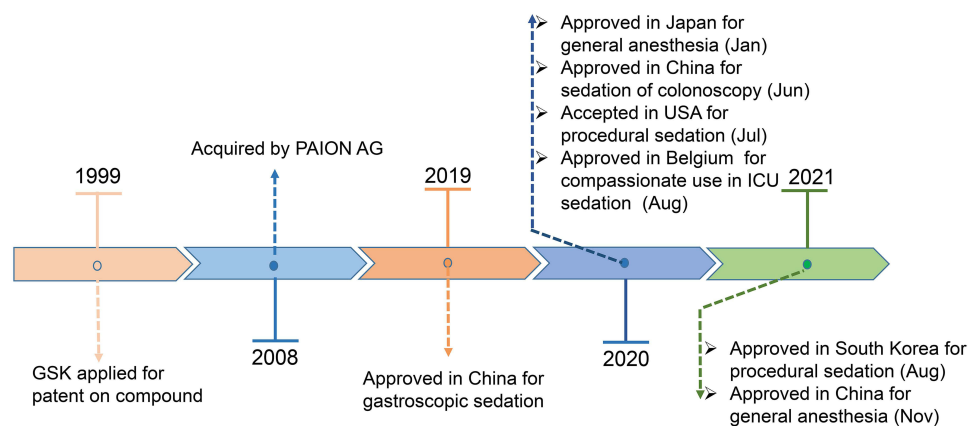 1999
GSK applied for
patent on compound
Acquired by PAION AG
2008
2019
Approved in China for
gastroscopic sedation
Approved in Japan for
general anesthesia (Jan)
Approved in China for
sedation of colonoscopy (Jun)
Accepted in USA for
procedural sedation (Jul)
Approved in Belgium for
compassionate use in ICU
sedation (Aug)
2020
2021
Approved in South Korea for
procedural sedation (Aug)
Approved in China for
general anesthesia (Nov)